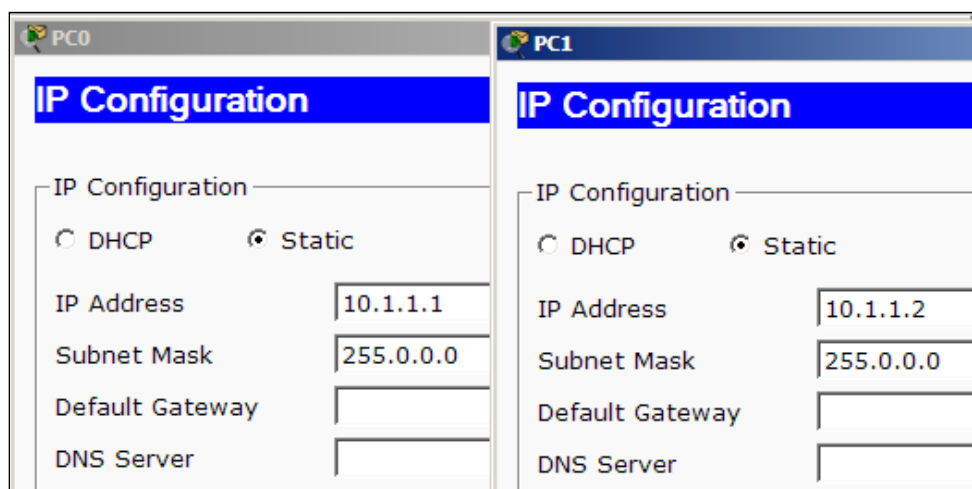 PC0
IP Configuration
IP Configuration
DHCP Static
IP Address 10.1.1.1
Subnet Mask 255.0.0.0
Default Gateway
DNS Server
PC1
IP Configuration
IP Configuration
DHCP Static
IP Address 10.1.1.2
Subnet Mask 255.0.0.0
Default Gateway
DNS Server